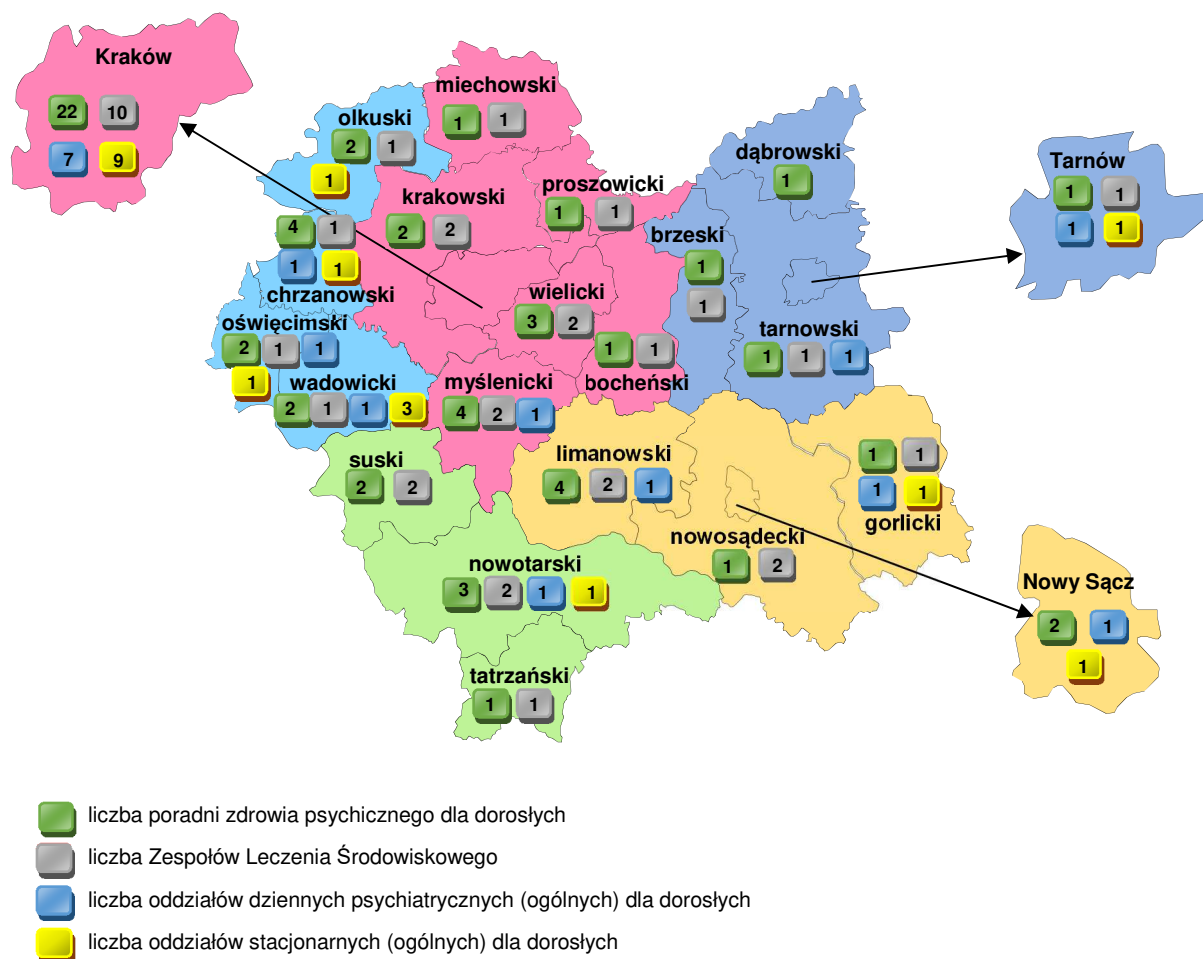 Kraków
22 10
7 9
miechowski
1 1
olkuski
2 1
1
dąbrowski
1
Tarnów
1 1
1 1
krakowski
2 2
proszowicki
1 1
brzeski
1
1
4 1
1 1
chrzanowski
wielicki
3 2
tarnowski
1 1 1
oświęcimski
2 1 1
1
1 1
bocheński
wadowicki
2 1 1 3
myślenicki
4 2 1
suski
2 2
limanowski
4 2 1
1 1
1 1
gorlicki
nowosądecki
1 2
nowotarski
3 2 1 1
Nowy Sącz
2 1
1
tatrzański
1 1
liczba poradni zdrowia psychicznego dla dorosłych
liczba Zespołów Leczenia Środowiskowego
liczba oddziałów dziennych psychiatrycznych (ogólnych) dla dorosłych
liczba oddziałów stacjonarnych (ogólnych) dla dorosłych